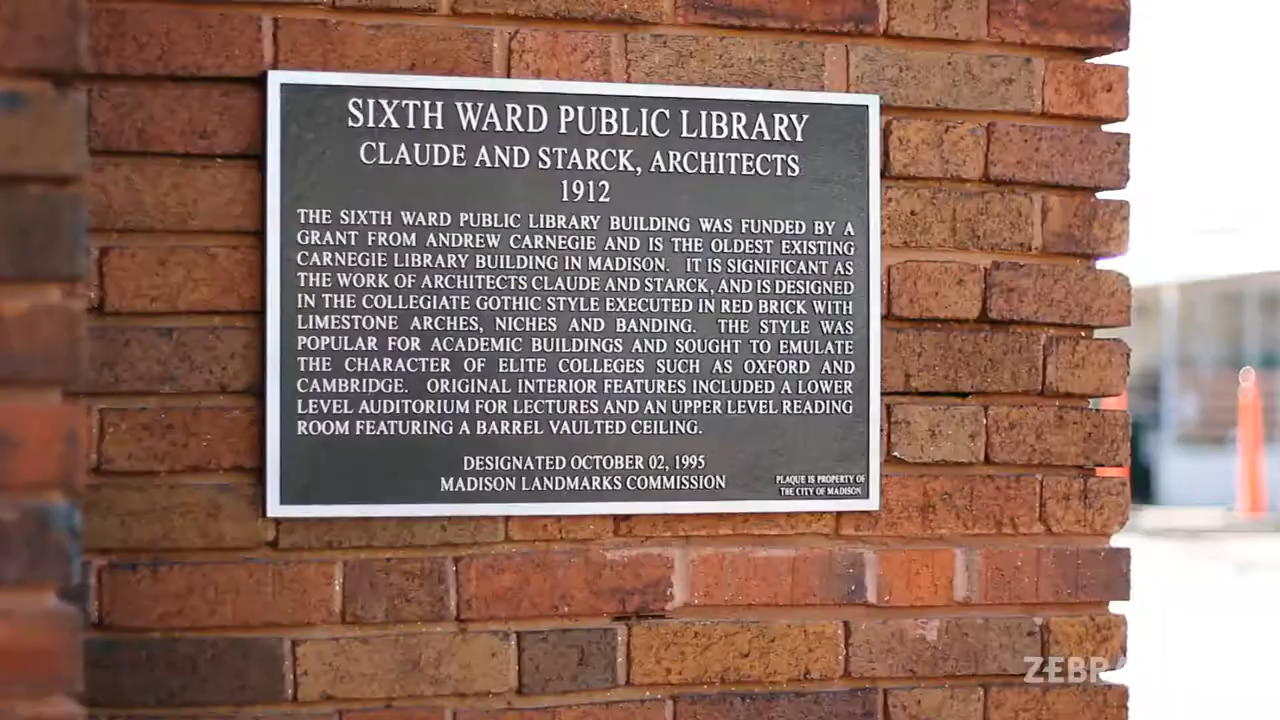 SIXTH WARD PUBLIC LIBRARY
CLAUDE AND STARCK, ARCHITECTS
1912
THE SIXTH WARD PUBLIC LIBRARY BUILDING WAS FUNDED BY A
GRANT FROM ANDREW CARNEGIE AND IS THE OLDEST EXISTING
CARNEGIE LIBRARY BUILDING IN MADISON. IT IS SIGNIFICANT AS
THE WORK OF ARCHITECTS CLAUDE AND STARCK, AND IS DESIGNED
IN THE COLLEGIATE GOTHIC STYLE EXECUTED IN RED BRICK WITH
LIMESTONE ARCHES, NICHES AND BANDING. THE STYLE WAS
POPULAR FOR ACADEMIC BUILDINGS AND SOUGHT TO EMULATE
THE CHARACTER OF ELITE COLLEGES SUCH AS OXFORD AND
CAMBRIDGE. ORIGINAL INTERIOR FEATURES INCLUDED A LOWER
LEVEL AUDITORIUM FOR LECTURES AND AN UPPER LEVEL READING
ROOM FEATURING A BARREL VAULTED CEILING.
DESIGNATED OCTOBER 02, 1995
MADISON LANDMARKS COMMISSION
PLAQUE IS PROPERTY OF
THE CITY OF MADISON